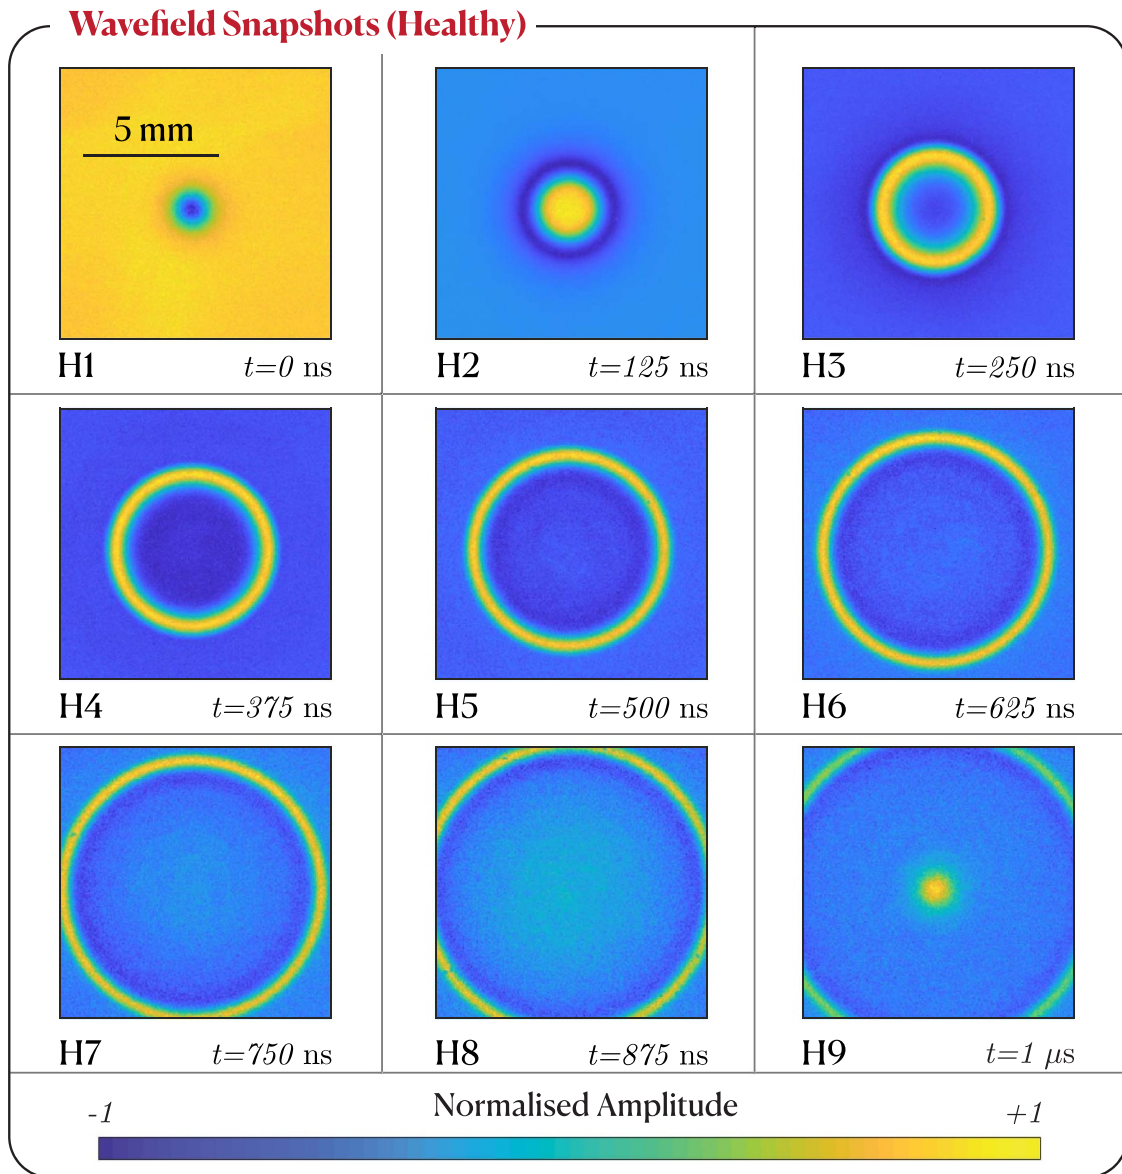 Wavefield Snapshots (Healthy)
5 mm
H1 t=0 ns
H2 t=125 ns
H3 t=250 ns
H4 t=375 ns
H5 t=500 ns
H6 t=625 ns
H7 t=750 ns
H8 t=875 ns
H9 t=1 μs
-1 Normalised Amplitude +1